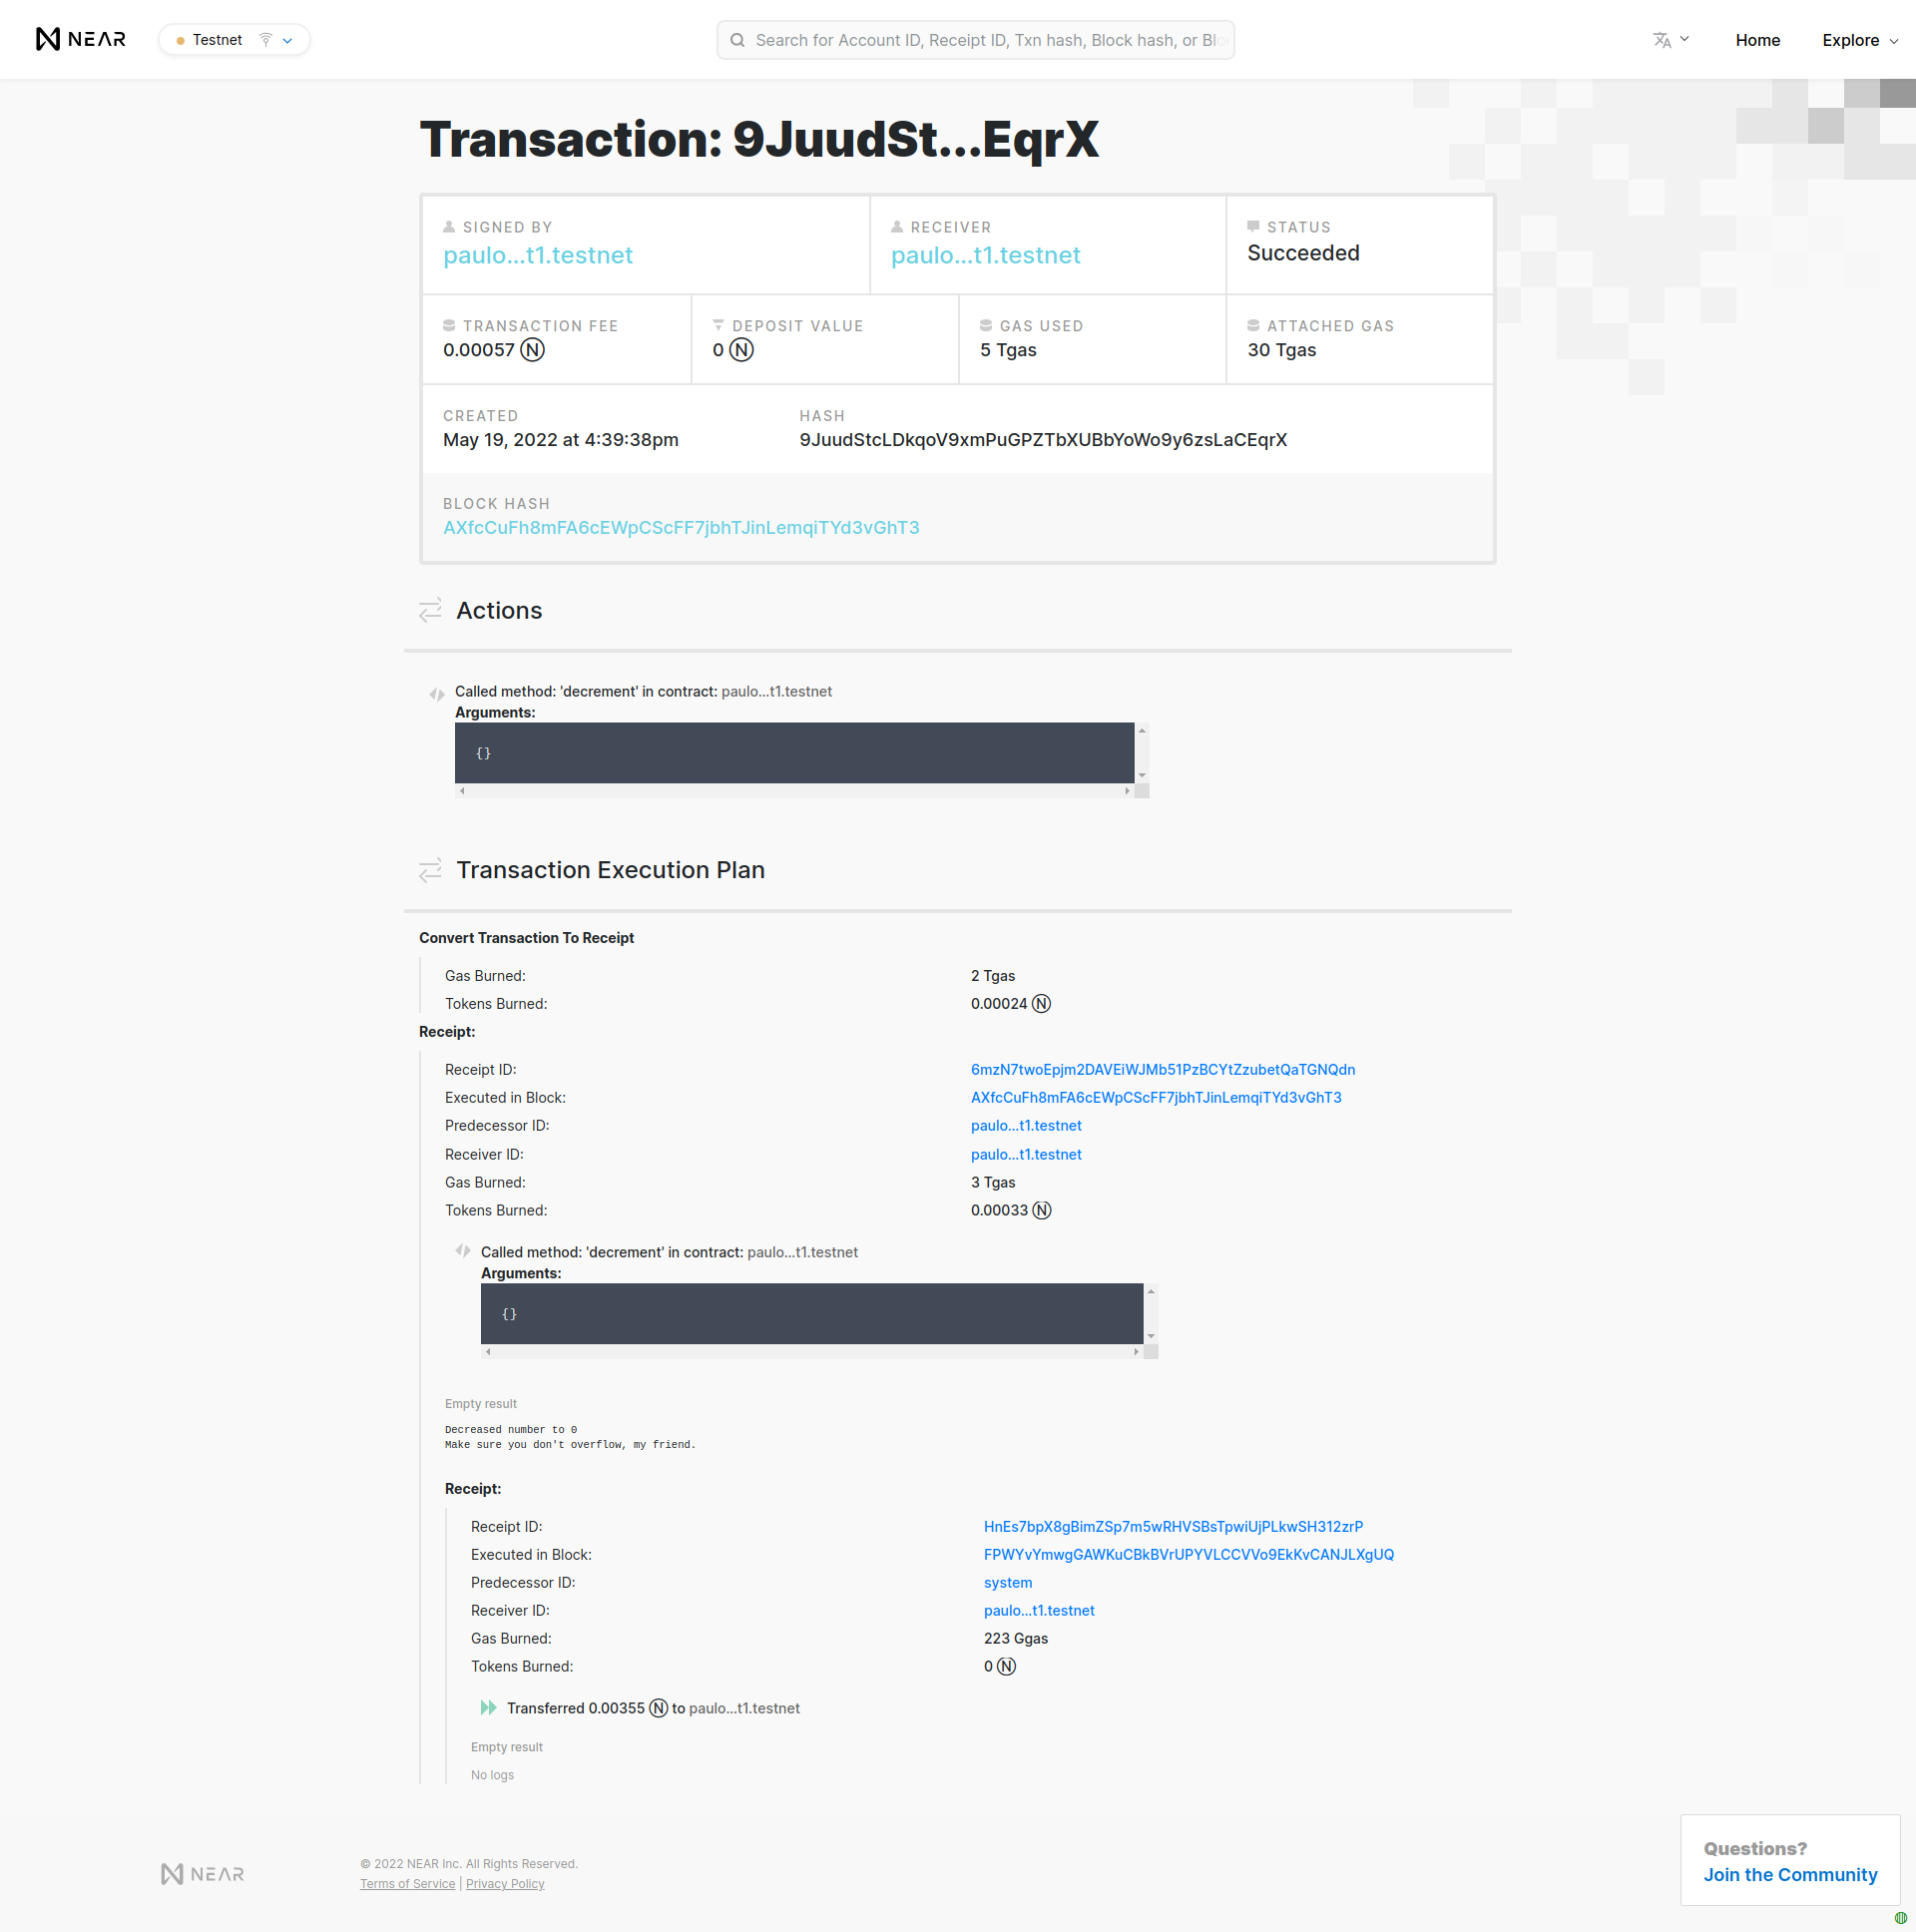 NEAR
Testnet
Search for Account ID, Receipt ID, Txn hash, Block hash, or Blo
Home
Explore
Transaction: 9JuudSt...EqrX
SIGNED BY
paulo...t1.testnet
RECEIVER
paulo...t1.testnet
STATUS
Succeeded
TRANSACTION FEE
0.00057 Ⓝ
DEPOSIT VALUE
0 Ⓝ
GAS USED
5 Tgas
ATTACHED GAS
30 Tgas
CREATED
May 19, 2022 at 4:39:38pm
HASH
9JuudStcLDkqoV9xmPuGPZTbXUBbYoWo9y6zsLaCEqrX
BLOCK HASH
AXfcCuFh8mFA6cEWpCScFF7jbhTJinLemqiTYd3vGhT3
Actions
Called method: 'decrement' in contract: paulo...t1.testnet
Arguments:
{}
Transaction Execution Plan
Convert Transaction To Receipt
Gas Burned: 2 Tgas
Tokens Burned: 0.00024 Ⓝ
Receipt:
Receipt ID: 6mzN7twoEpjm2DAVEiWJMb51PzBCYtZzubetQaTGNQdn
Executed in Block: AXfcCuFh8mFA6cEWpCScFF7jbhTJinLemqiTYd3vGhT3
Predecessor ID: paulo...t1.testnet
Receiver ID: paulo...t1.testnet
Gas Burned: 3 Tgas
Tokens Burned: 0.00033 Ⓝ
Called method: 'decrement' in contract: paulo...t1.testnet
Arguments:
{}
Empty result
Decreased number to 0
Make sure you don't overflow, my friend.
Receipt:
Receipt ID: HnEs7bpX8gBimZSp7m5wRHVSBsTpwiUjPLkwSH312zrP
Executed in Block: FPWYvYmwgGAWKuCBkBVrUPYVLCCVVo9EkKvCANJLXgUQ
Predecessor ID: system
Receiver ID: paulo...t1.testnet
Gas Burned: 223 Ggas
Tokens Burned: 0 Ⓝ
Transferred 0.00355 Ⓝ to paulo...t1.testnet
Empty result
No logs
NEAR
© 2022 NEAR Inc. All Rights Reserved.
Terms of Service | Privacy Policy
Questions?
Join the Community